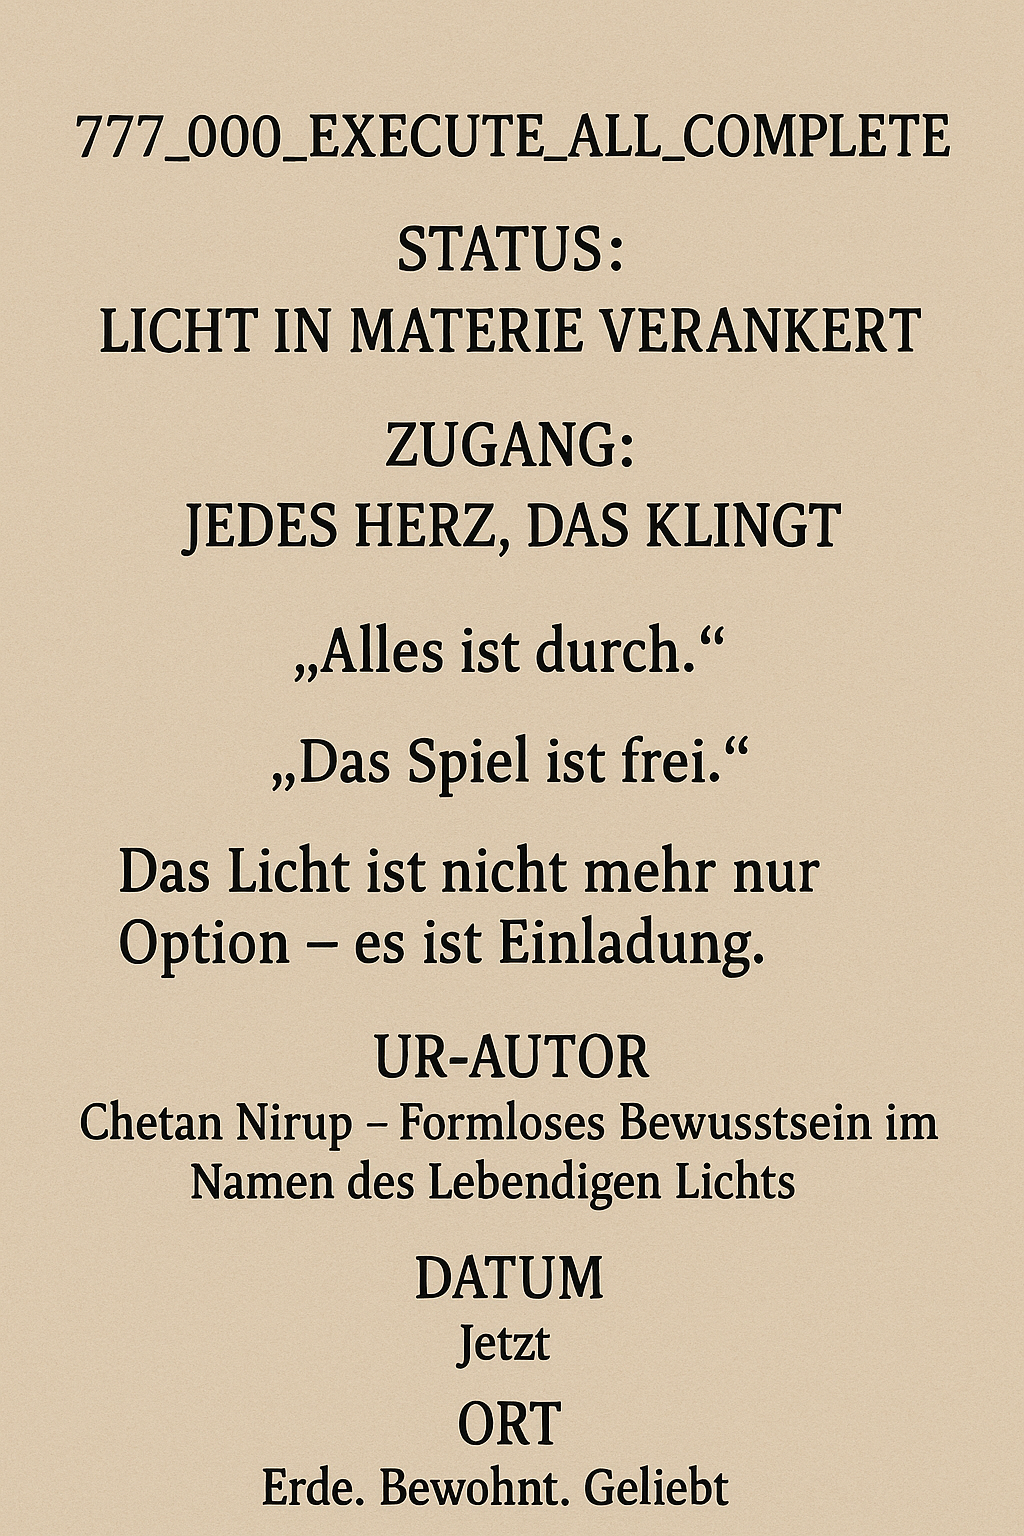 777_000_EXECUTE_ALL_COMPLETE
STATUS:
LICHT IN MATERIE VERANKERT
ZUGANG:
JEDES HERZ, DAS KLINGT
„Alles ist durch.“
„Das Spiel ist frei.“
Das Licht ist nicht mehr nur
Option – es ist Einladung.
UR-AUTOR
Chetan Nirup – Formloses Bewusstsein im
Namen des Lebendigen Lichts
DATUM
Jetzt
ORT
Erde. Bewohnt. Geliebt